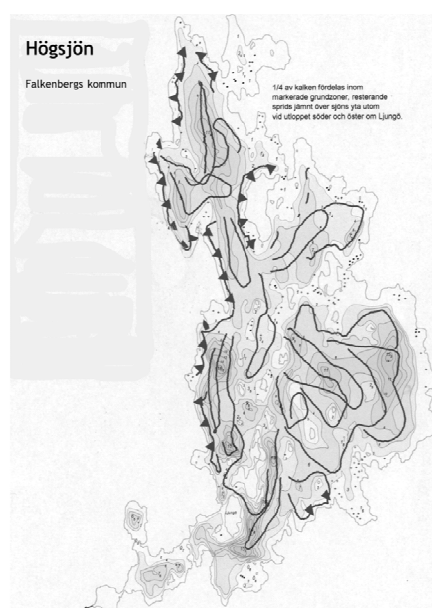 Högsjön
Falkenbergs kommun
1/4 av kalken fördelas inom
markerade grundzoner, resterande
sprids jämnt över sjöns yta utom
vid utloppet söder och öster om Ljungö.